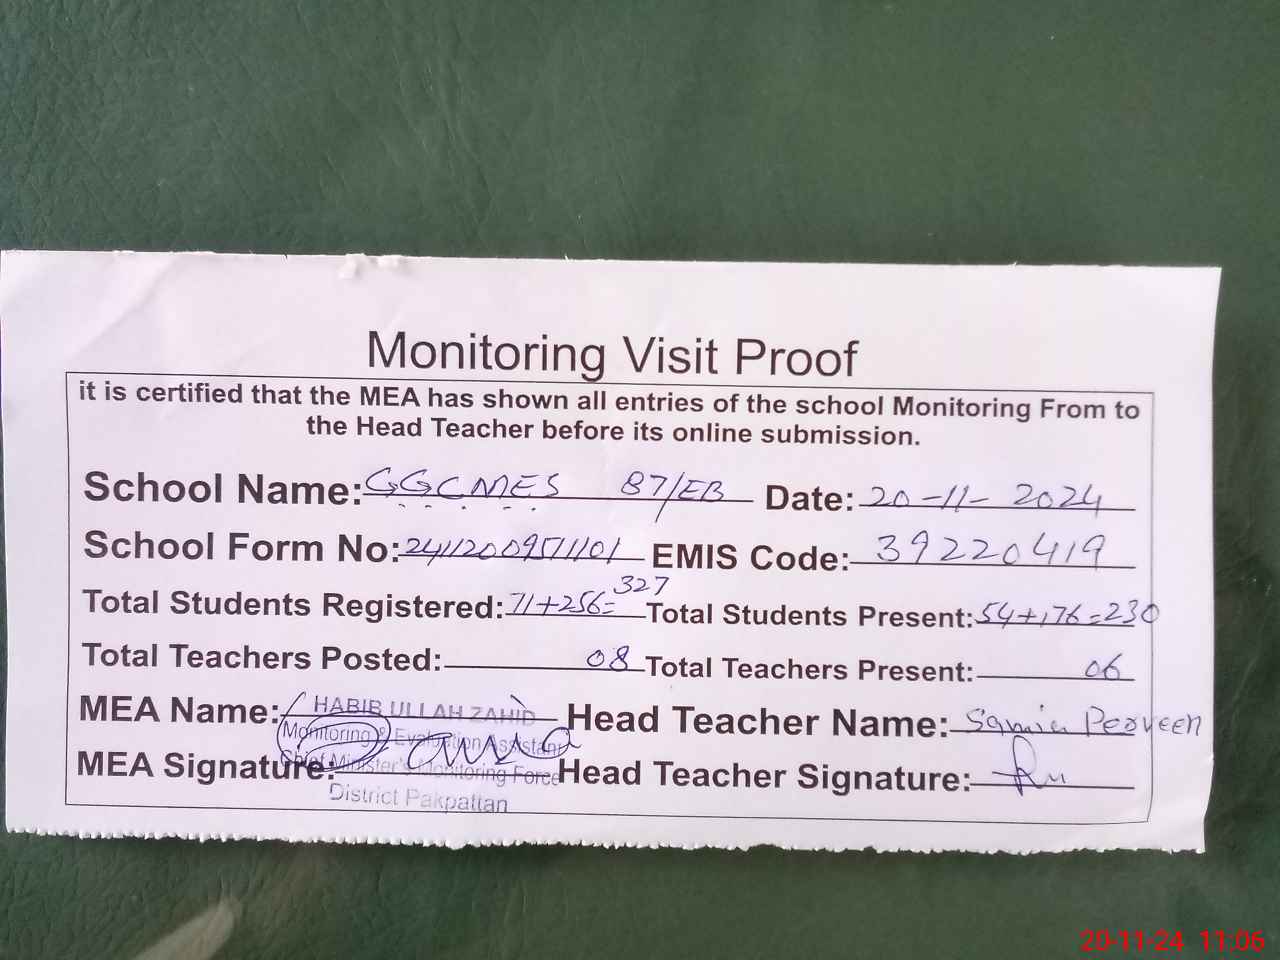 Monitoring Visit Proof
it is certified that the MEA has shown all entries of the school Monitoring From to
the Head Teacher before its online submission.
School Name: GGCMES 87/EB Date: 20-11-2024
School Form No: 24112009571101 EMIS Code: 39220419
Total Students Registered: 71+256=327 Total Students Present: 54+176=230
Total Teachers Posted: 08 Total Teachers Present: 06
MEA Name: HABIB ULLAH ZAHID Head Teacher Name: Samia Perveen
Monitoring & Evaluation Assistant
MEA Signature: Head Teacher Signature:
Chief Minister's Monitoring Force
District Pakpattan
20-11-24 11:06